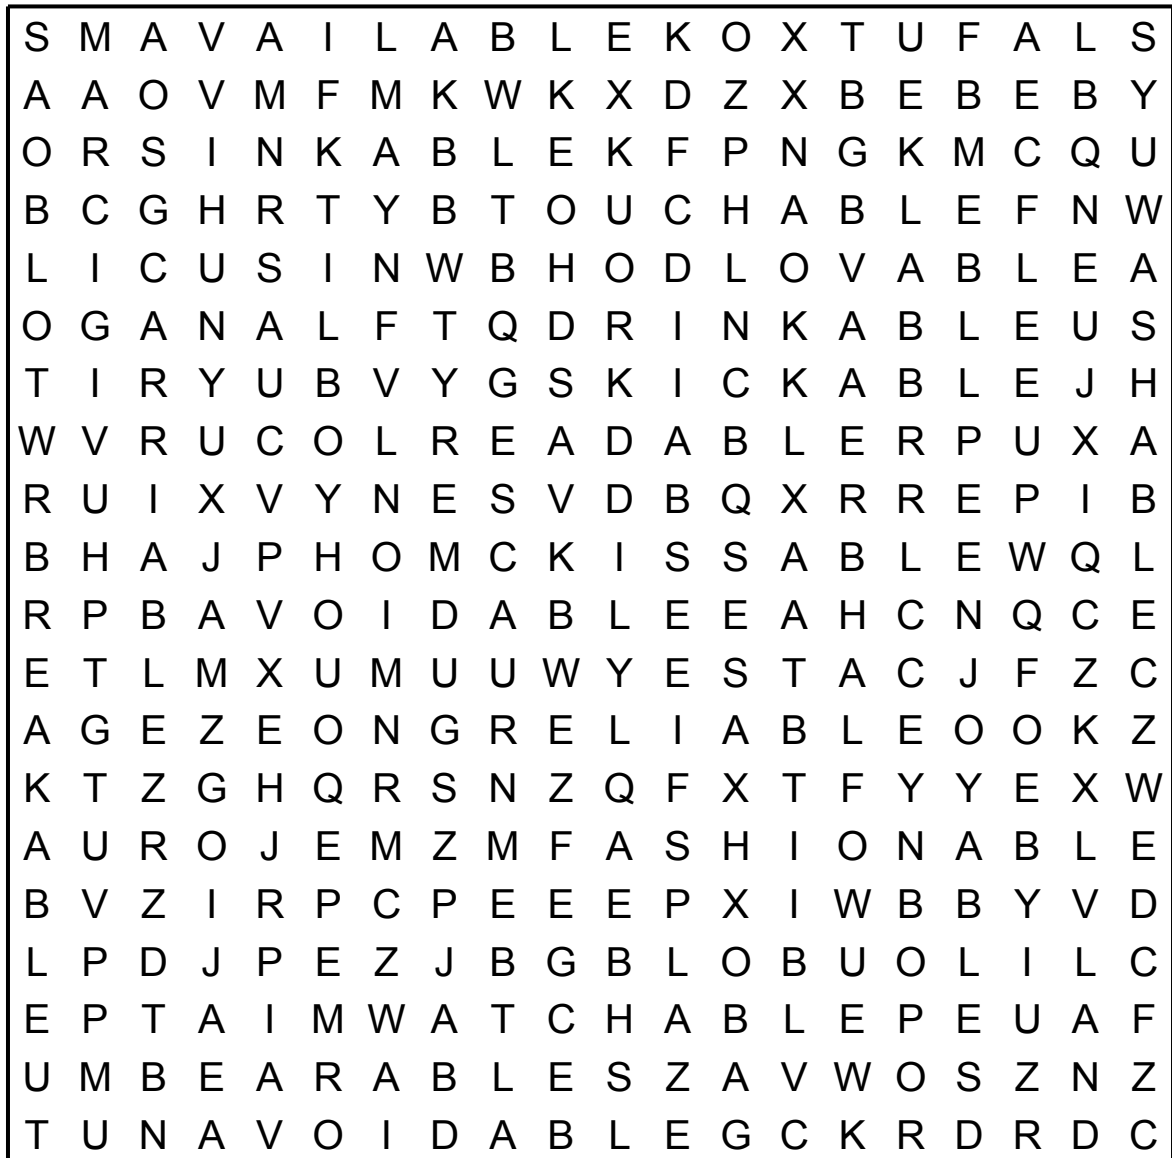 S M A V A I L A B L E K O X T U F A L S
A A O V M F M K W K X D Z X B E B E B Y
O R S I N K A B L E K F P N G K M C Q U
B C G H R T Y B T O U C H A B L E F N W
L I C U S I N W B H O D L O V A B L E A
O G A N A L F T Q D R I N K A B L E U S
T I R Y U B V Y G S K I C K A B L E J H
W V R U C O L R E A D A B L E R P U X A
R U I X V Y N E S V D B Q X R R E P I B
B H A J P H O M C K I S S A B L E W Q L
R P B A V O I D A B L E E A H C N Q C E
E T L M X U M U U W Y E S T A C J F Z C
A G E Z E O N G R E L I A B L E O O K Z
K T Z G H Q R S N Z Q F X T F Y Y E X W
A U R O J E M Z M F A S H I O N A B L E
B V Z I R P C P E E E P X I W B B Y V D
L P D J P E Z J B G B L O B U O L I L C
E P T A I M W A T C H A B L E P E U A F
U M B E A R A B L E S Z A V W O S Z N Z
T U N A V O I D A B L E G C K R D R D C